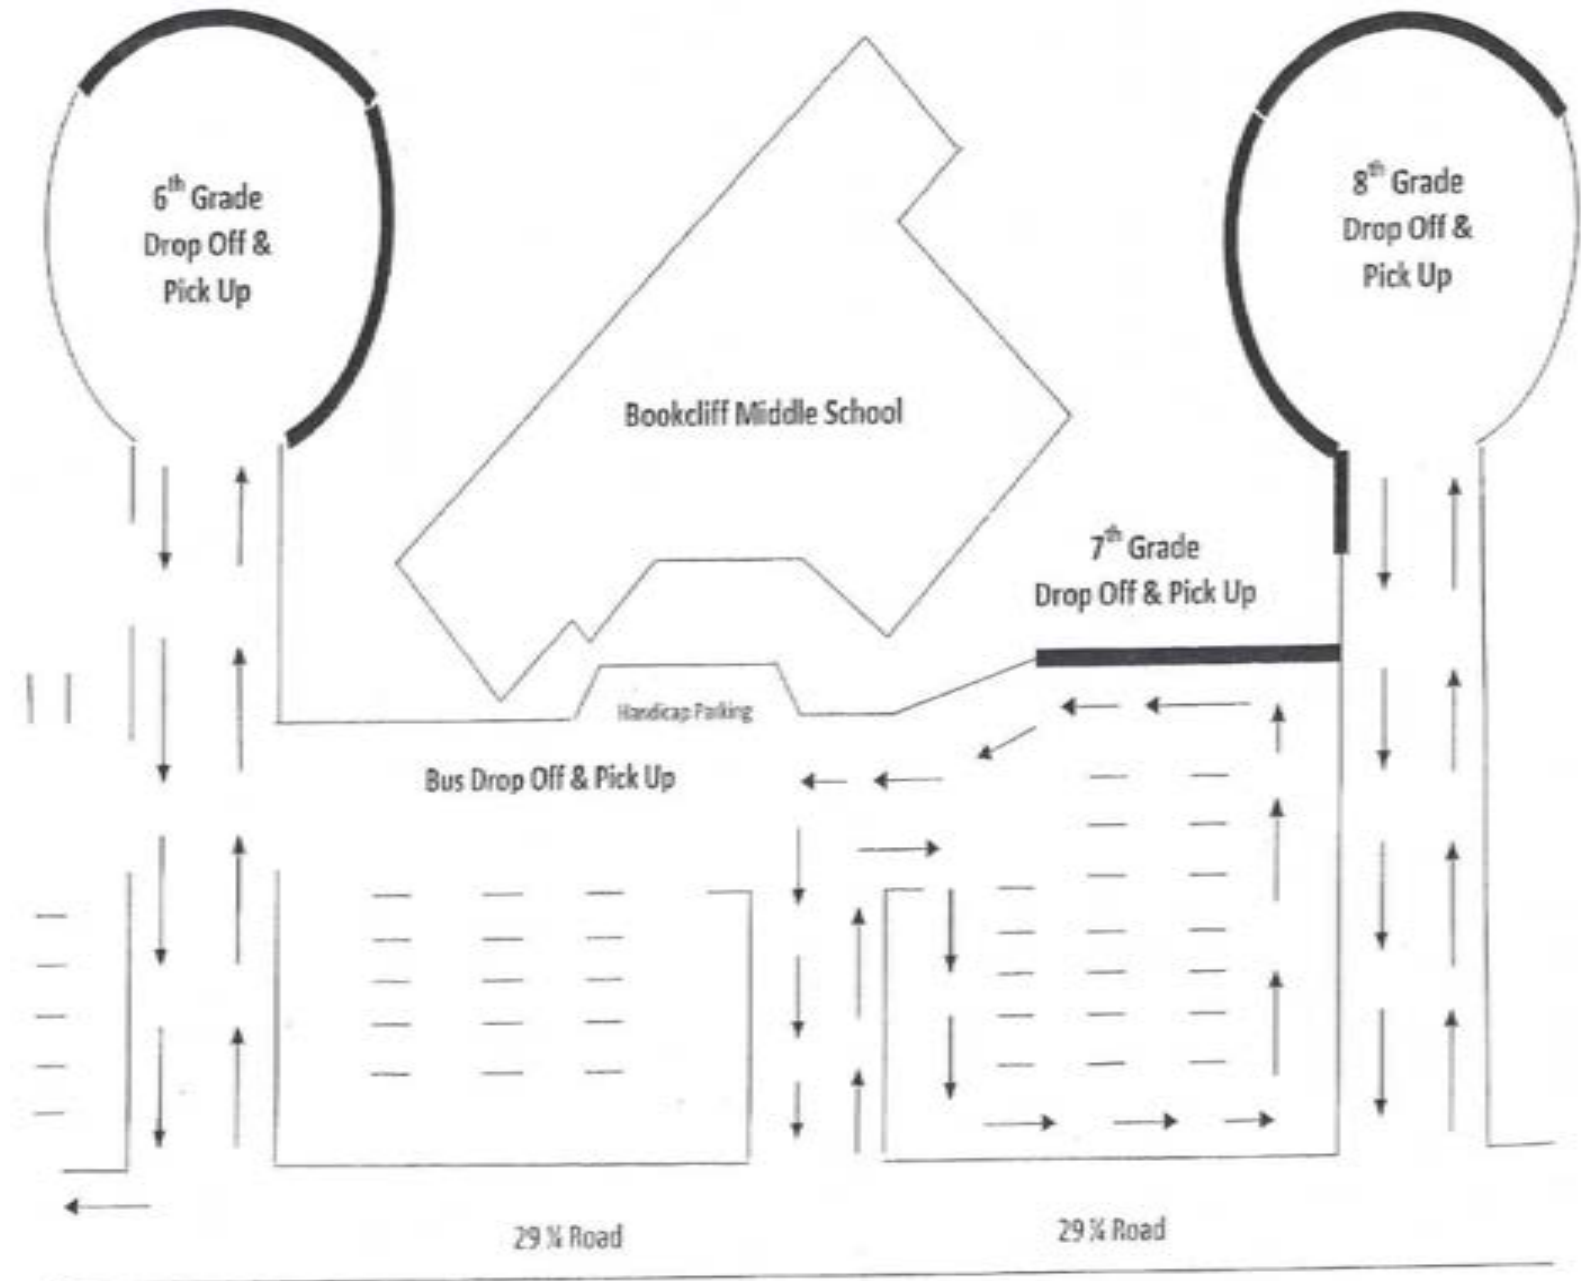 6th Grade
Drop Off &
Pick Up
8th Grade
Drop Off &
Pick Up
Bookcliff Middle School
7th Grade
Drop Off & Pick Up
Handicap Parking
Bus Drop Off & Pick Up
29 ¼ Road
29 ¼ Road